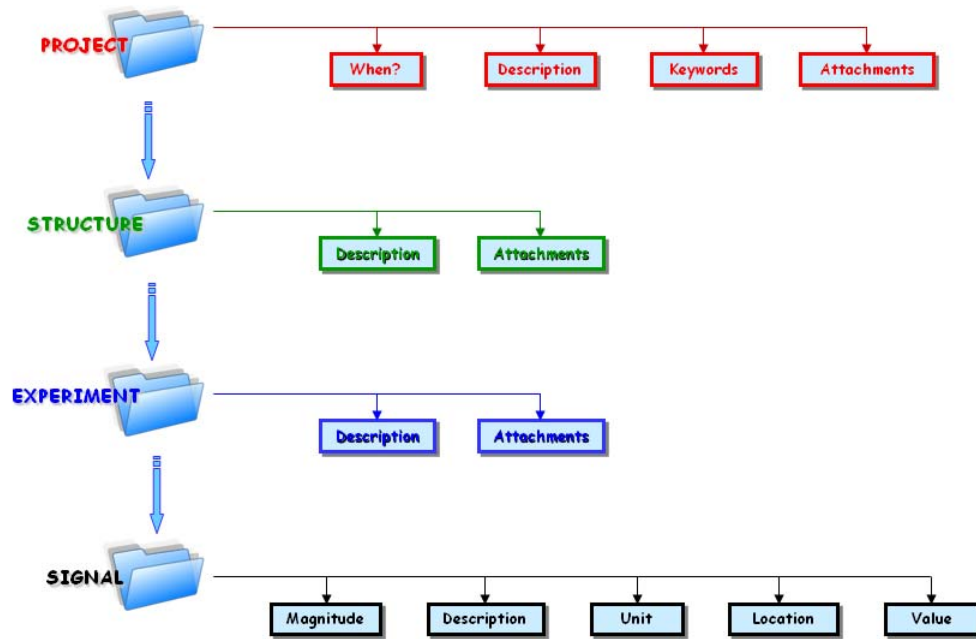 PROJECT
When? Description Keywords Attachments
STRUCTURE
Description Attachments
EXPERIMENT
Description Attachments
SIGNAL
Magnitude Description Unit Location Value